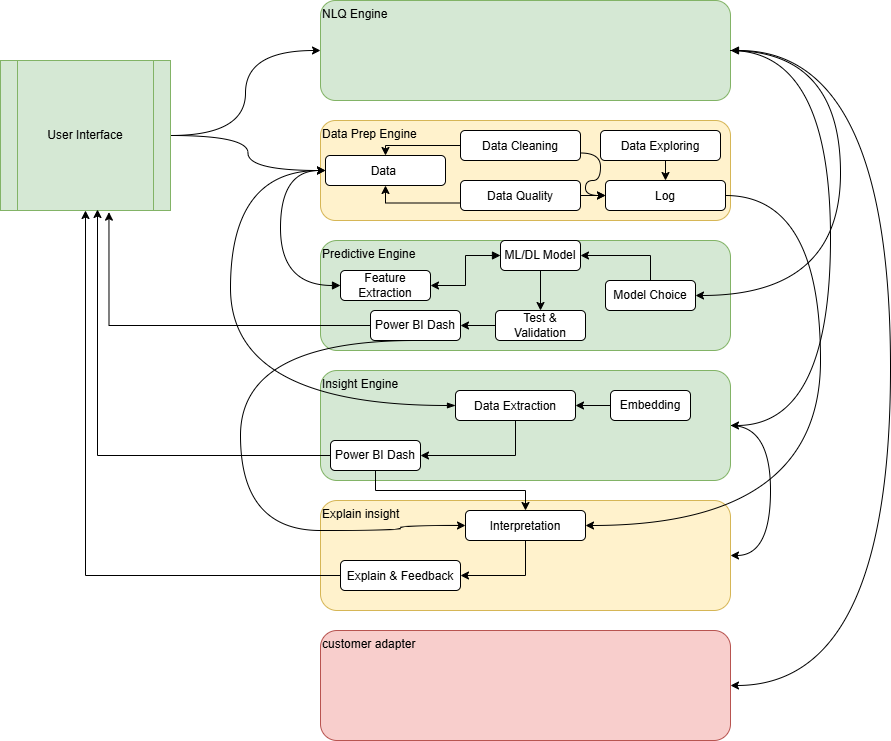 NLQ Engine
User Interface
Data Prep Engine
Data Cleaning
Data Exploring
Data
Data Quality
Log
Predictive Engine
ML/DL Model
Feature
Extraction
Model Choice
Power BI Dash
Test &
Validation
Insight Engine
Data Extraction
Embedding
Power BI Dash
Explain insight
Interpretation
Explain & Feedback
customer adapter